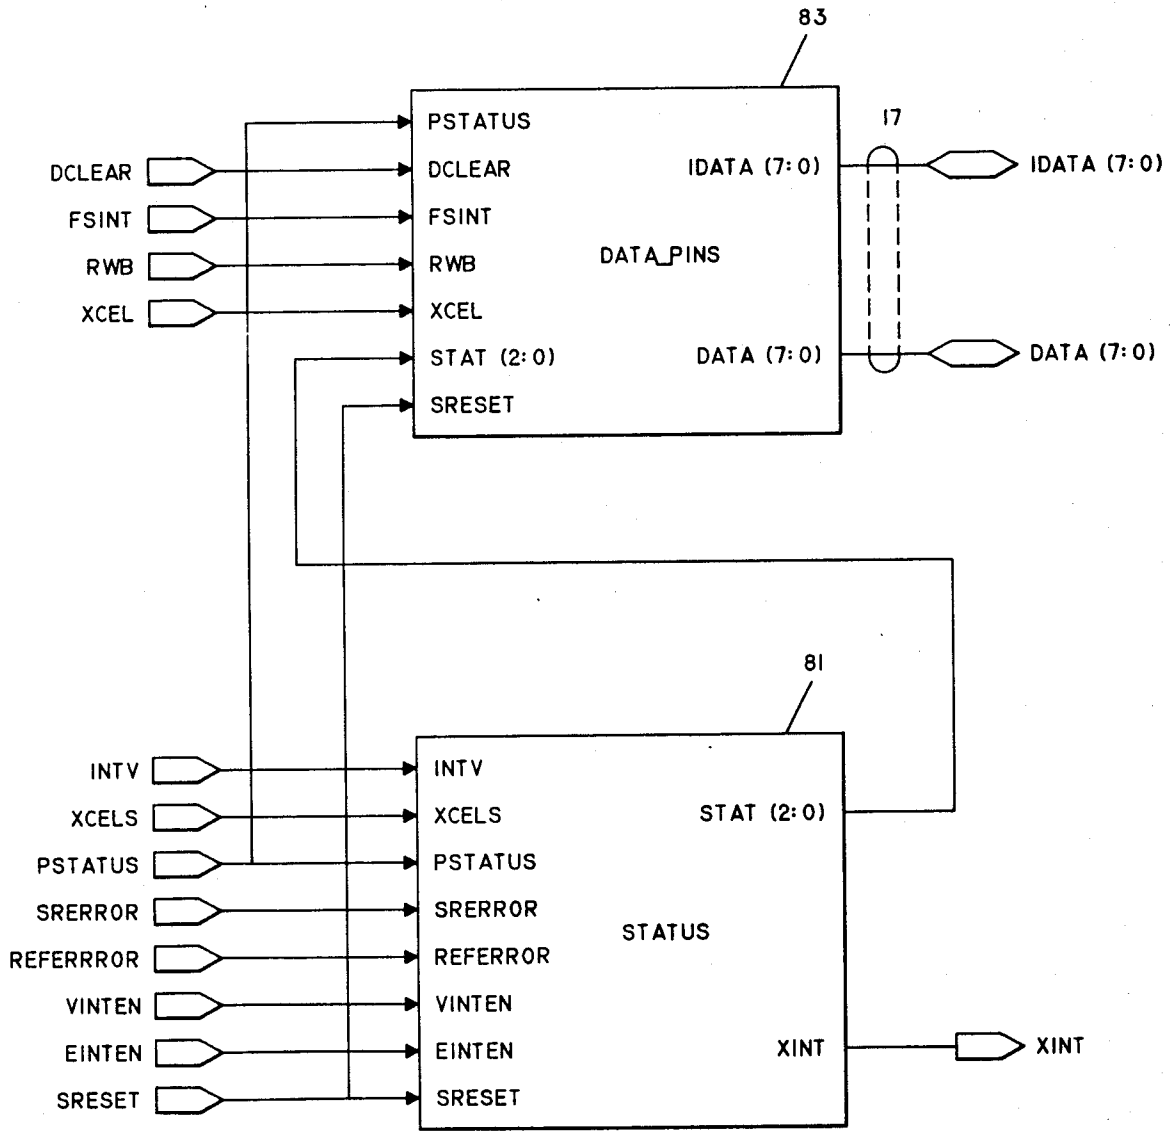 83
PSTATUS
17
DCLEAR DCLEAR IDATA (7:0) IDATA (7:0)
FSINT FSINT
DATA_PINS
RWB RWB
XCEL XCEL
STAT (2:0) DATA (7:0) DATA (7:0)
SRESET
81
INTV INTV
XCELS XCELS STAT (2:0)
PSTATUS PSTATUS
SRERROR SRERROR
STATUS
REFERRROR REFERROR
VINTEN VINTEN
EINTEN EINTEN XINT XINT
SRESET SRESET